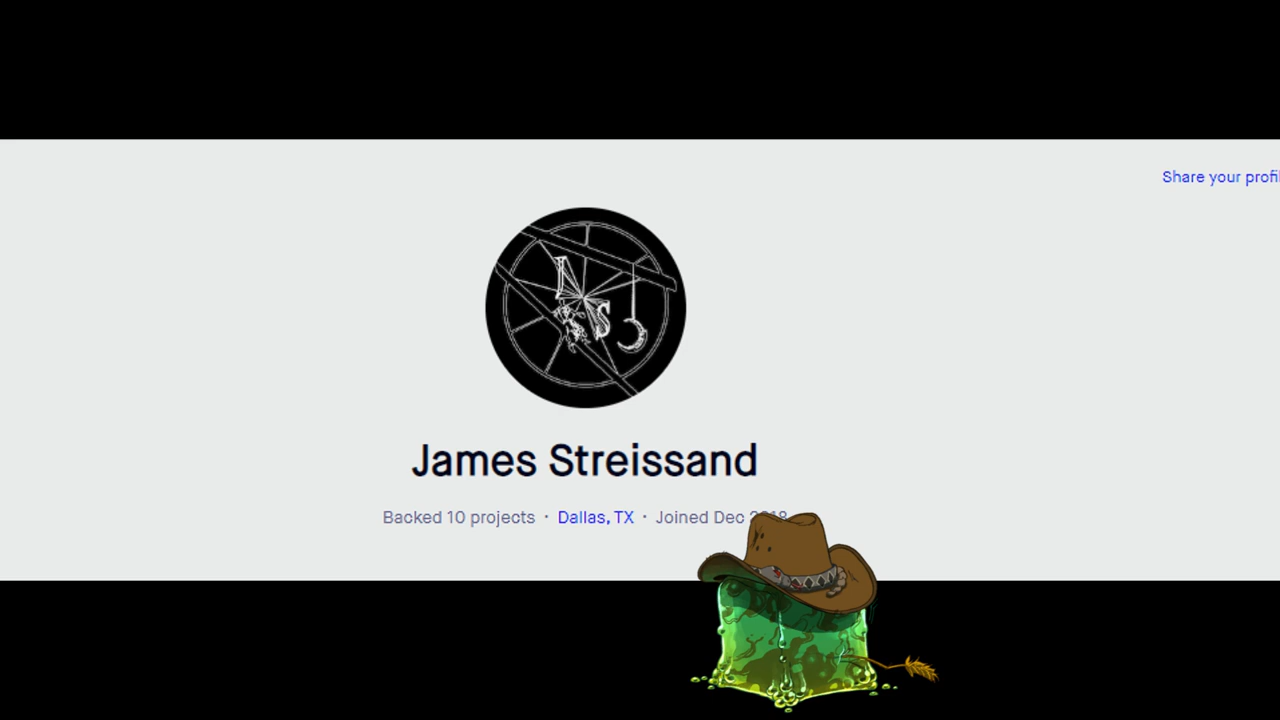 Share your profil
J
S
James Streissand
Backed 10 projects · Dallas, TX · Joined Dec